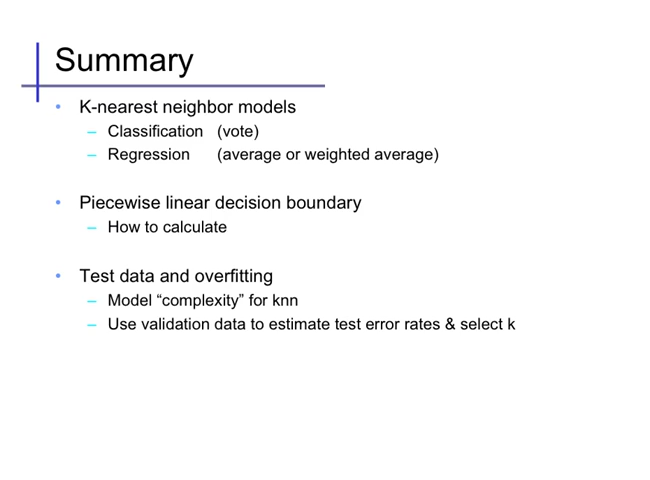 Summary
• K-nearest neighbor models
– Classification (vote)
– Regression (average or weighted average)
• Piecewise linear decision boundary
– How to calculate
• Test data and overfitting
– Model “complexity” for knn
– Use validation data to estimate test error rates & select k